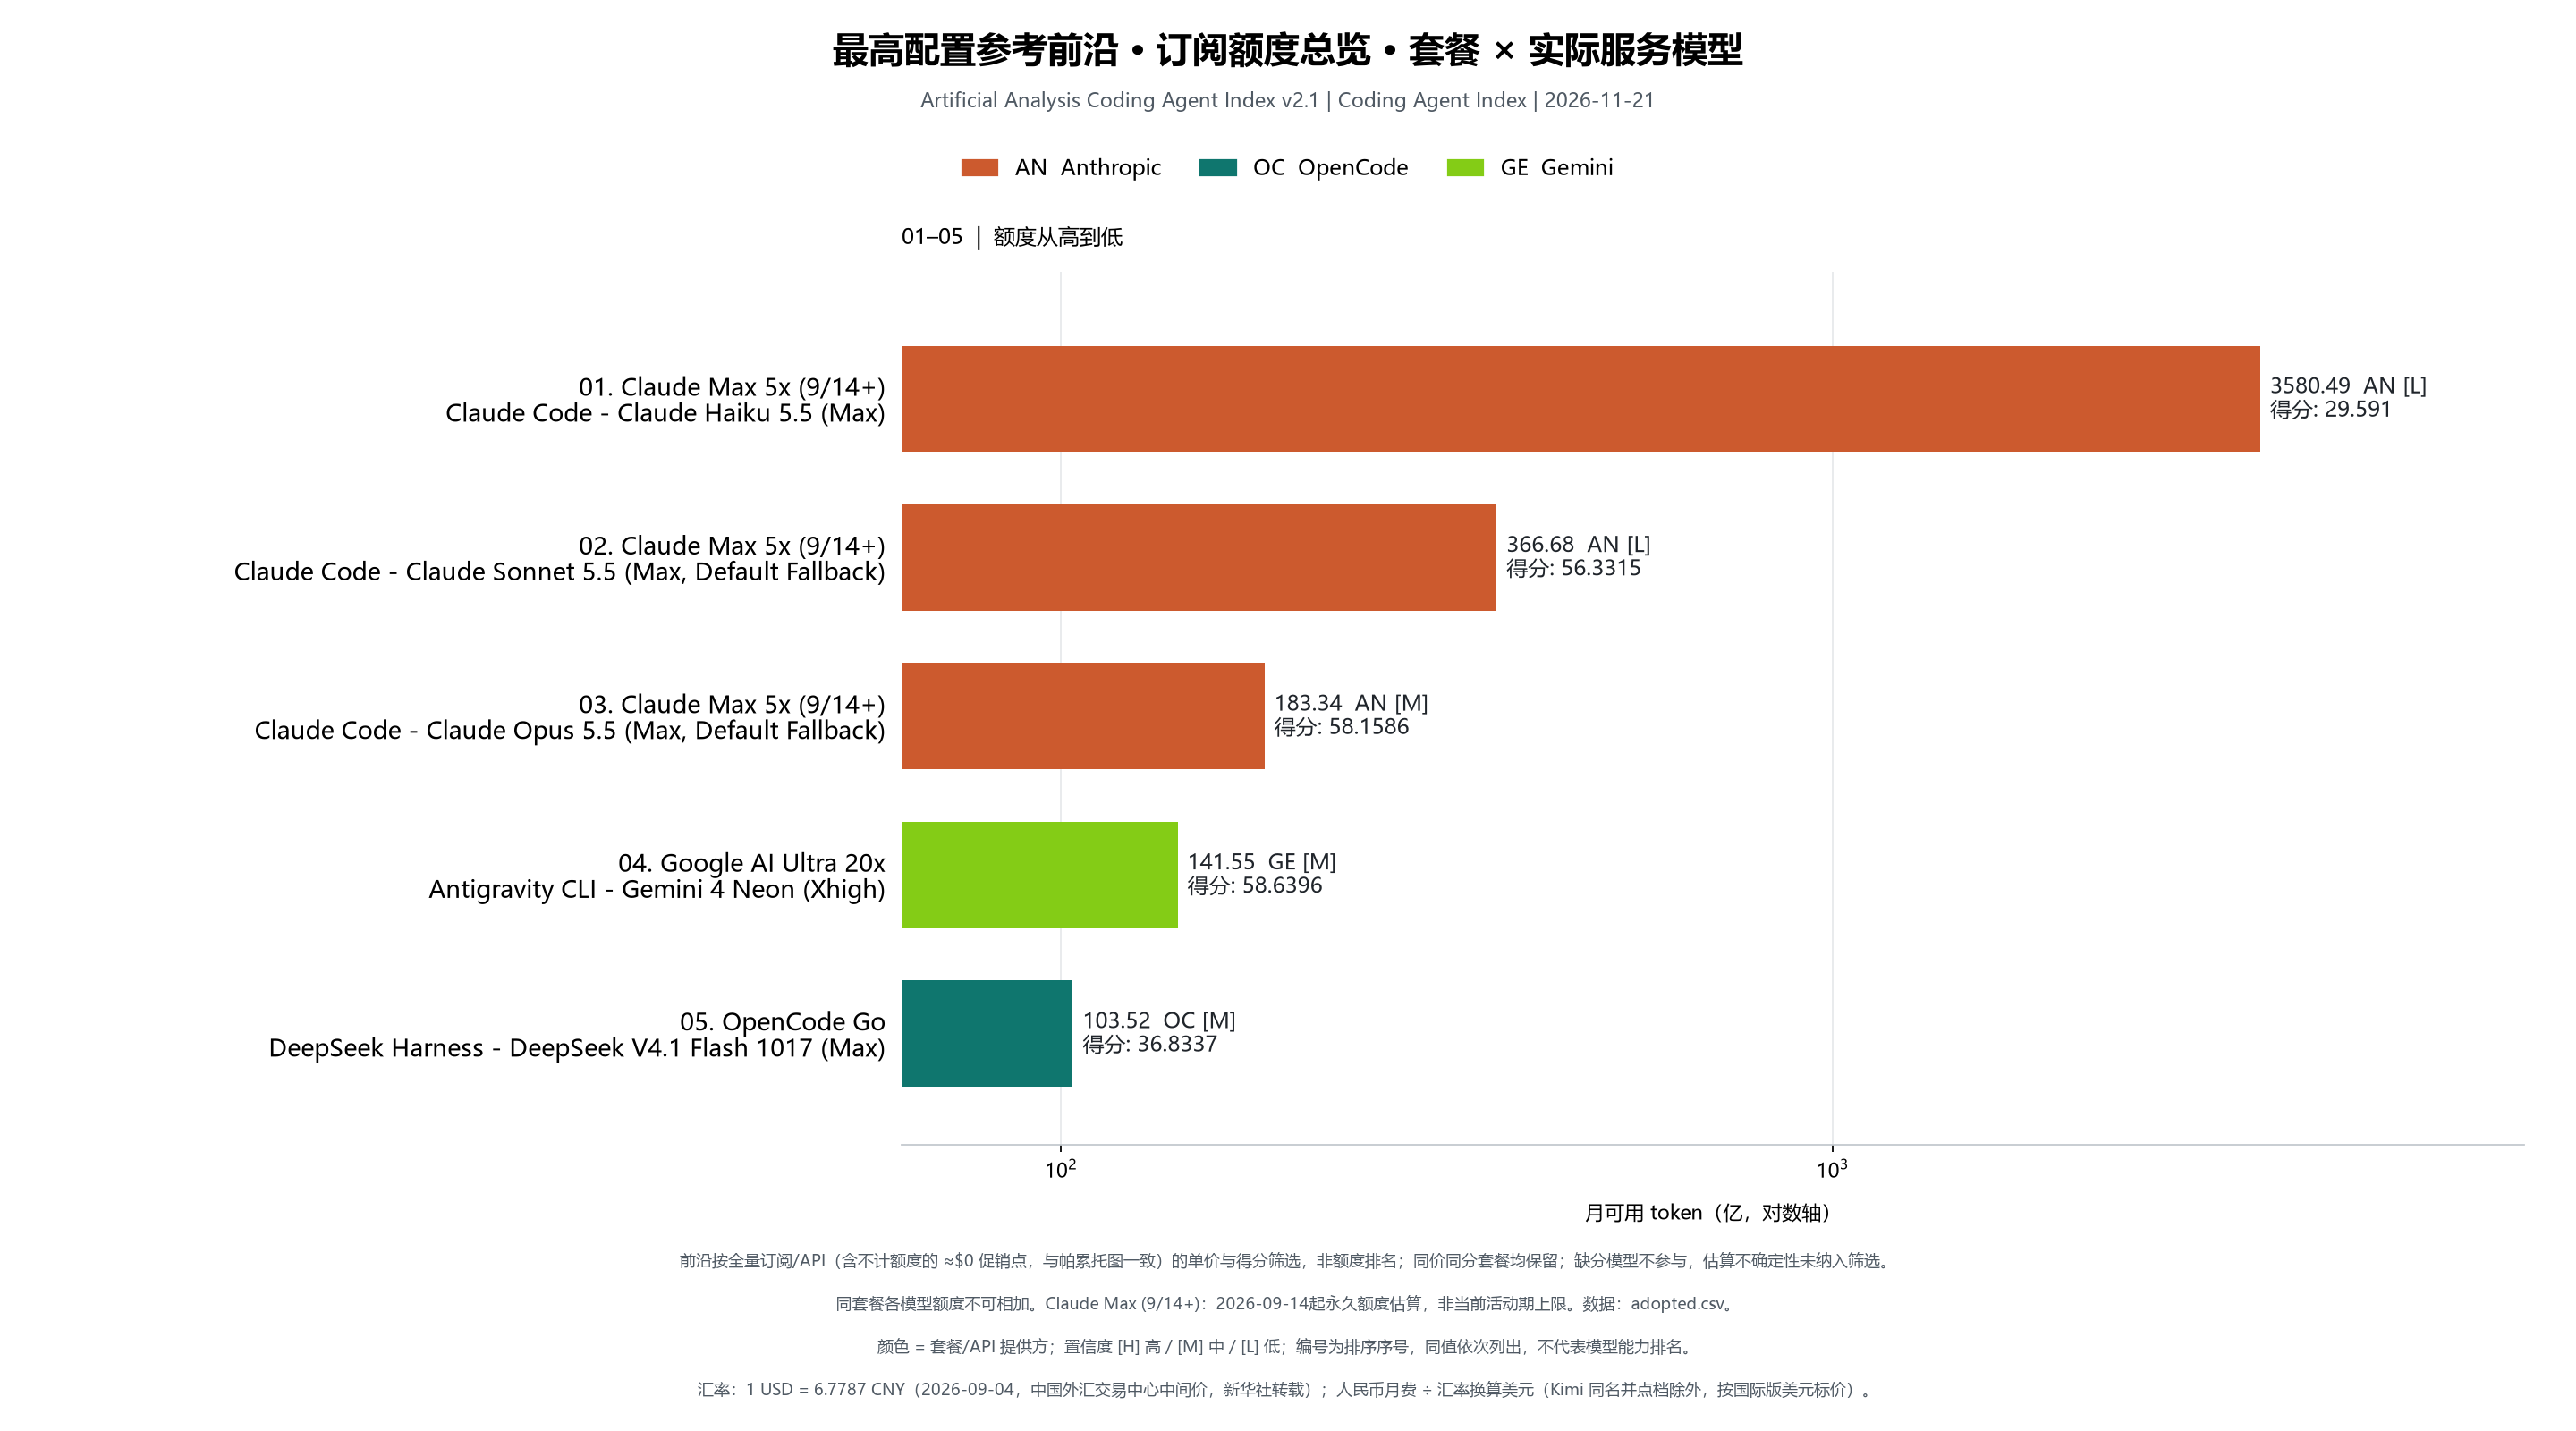 最高配置参考前沿 • 订阅额度总览 • 套餐 × 实际服务模型
Artificial Analysis Coding Agent Index v2.1 | Coding Agent Index | 2026-11-21
AN Anthropic
OC OpenCode
GE Gemini
01–05 | 额度从高到低
01. Claude Max 5x (9/14+)
Claude Code - Claude Haiku 5.5 (Max)
3580.49 AN [L]
得分: 29.591
02. Claude Max 5x (9/14+)
Claude Code - Claude Sonnet 5.5 (Max, Default Fallback)
366.68 AN [L]
得分: 56.3315
03. Claude Max 5x (9/14+)
Claude Code - Claude Opus 5.5 (Max, Default Fallback)
183.34 AN [M]
得分: 58.1586
04. Google AI Ultra 20x
Antigravity CLI - Gemini 4 Neon (Xhigh)
141.55 GE [M]
得分: 58.6396
05. OpenCode Go
DeepSeek Harness - DeepSeek V4.1 Flash 1017 (Max)
103.52 OC [M]
得分: 36.8337
10²
10³
月可用 token（亿，对数轴）
前沿按全量订阅/API（含不计额度的 ≈$0 促销点，与帕累托图一致）的单价与得分筛选，非额度排名；同价同分套餐均保留；缺分模型不参与，估算不确定性未纳入筛选。
同套餐各模型额度不可相加。Claude Max (9/14+)：2026-09-14起永久额度估算，非当前活动期上限。数据：adopted.csv。
颜色 = 套餐/API 提供方；置信度 [H] 高 / [M] 中 / [L] 低；编号为排序序号，同值依次列出，不代表模型能力排名。
汇率：1 USD = 6.7787 CNY（2026-09-04，中国外汇交易中心中间价，新华社转载）；人民币月费 ÷ 汇率换算美元（Kimi 同名并点档除外，按国际版美元标价）。